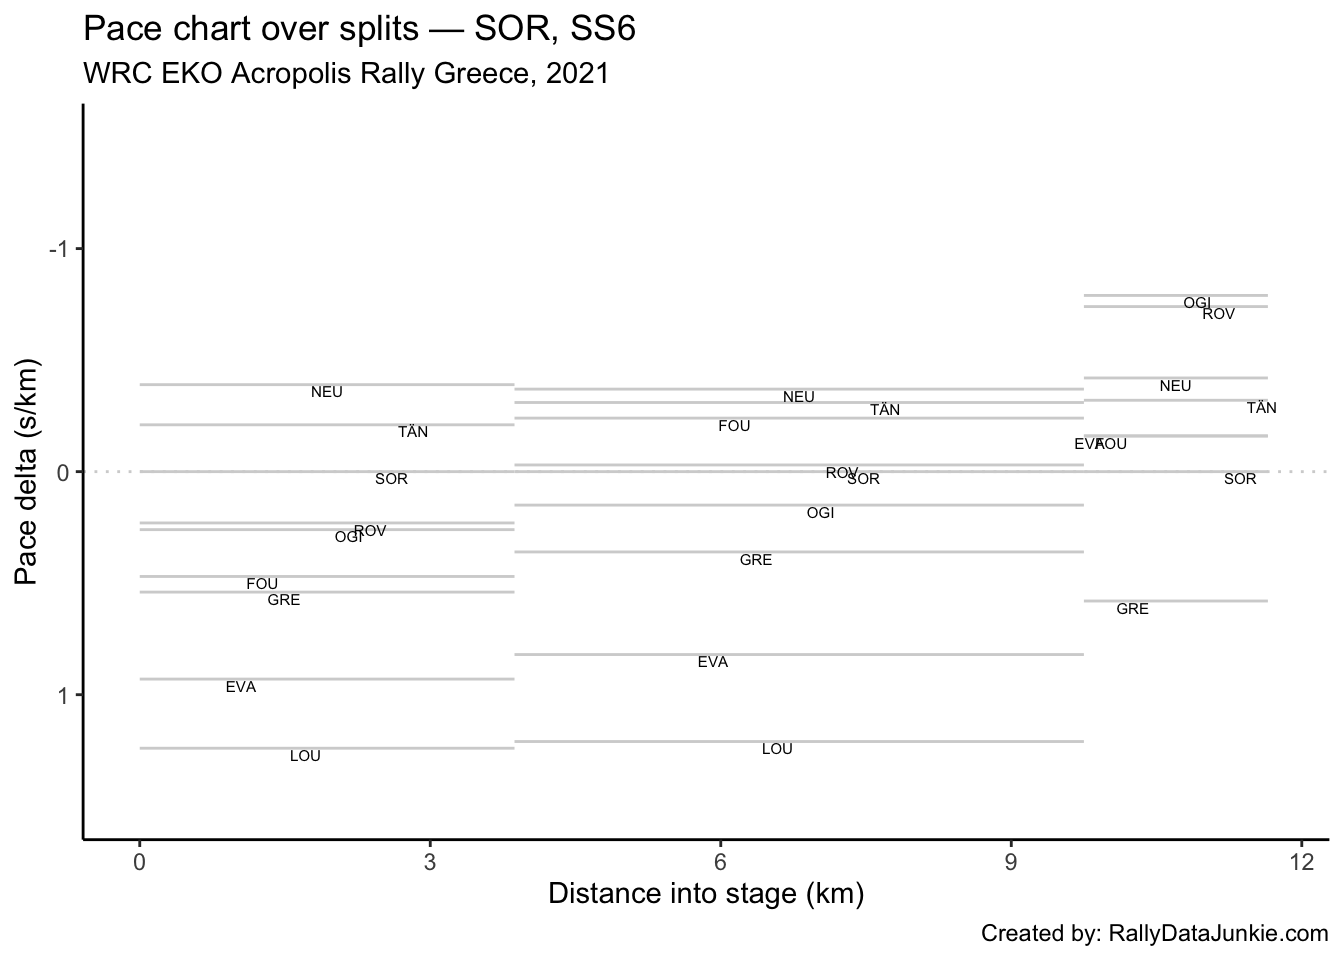 Pace chart over splits — SOR, SS6
WRC EKO Acropolis Rally Greece, 2021
Pace delta (s/km)
-1
0
1
NEU
TÄN
SOR
ROV
OGI
FOU
GRE
EVA
LOU
NEU
TÄN
FOU
ROV
SOR
OGI
GRE
EVA
LOU
OGI
ROV
NEU
TÄN
EVA
FOU
SOR
GRE
0
3
6
9
12
Distance into stage (km)
Created by: RallyDataJunkie.com